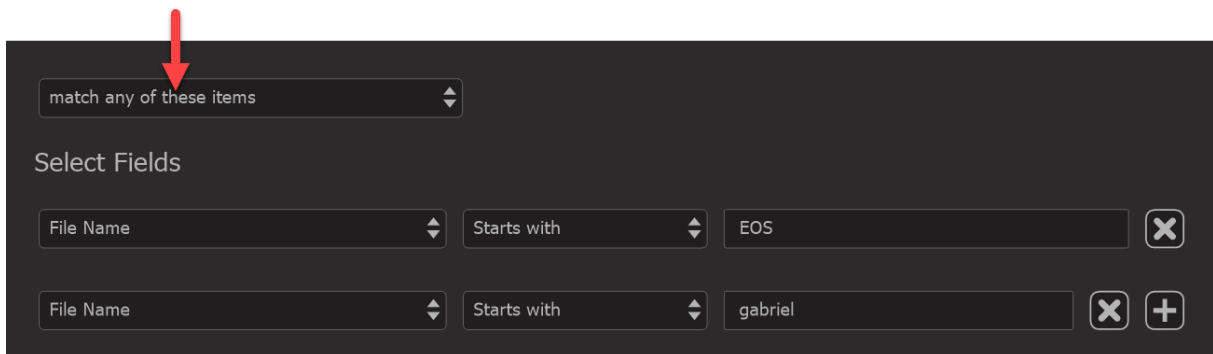 match any of these items
Select Fields
File Name Starts with EOS
File Name Starts with gabriel